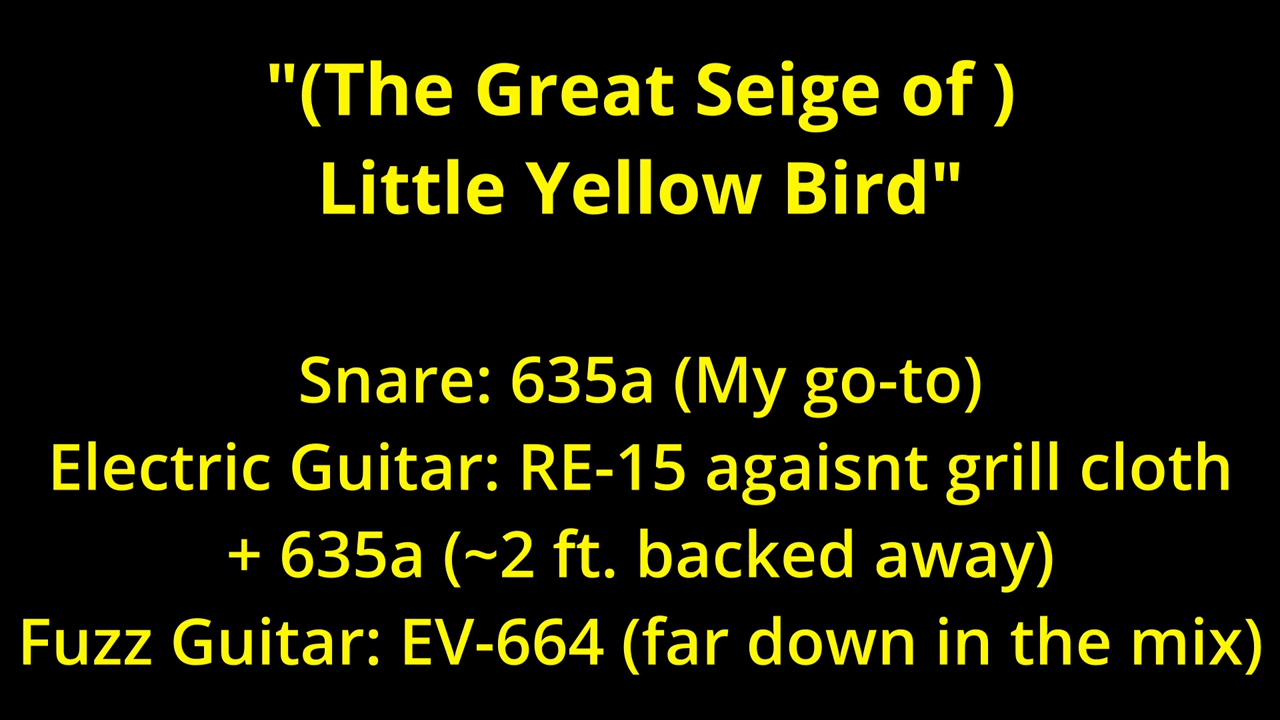 "(The Great Seige of )
Little Yellow Bird"
Snare: 635a (My go-to)
Electric Guitar: RE-15 agaisnt grill cloth
+ 635a (~2 ft. backed away)
Fuzz Guitar: EV-664 (far down in the mix)